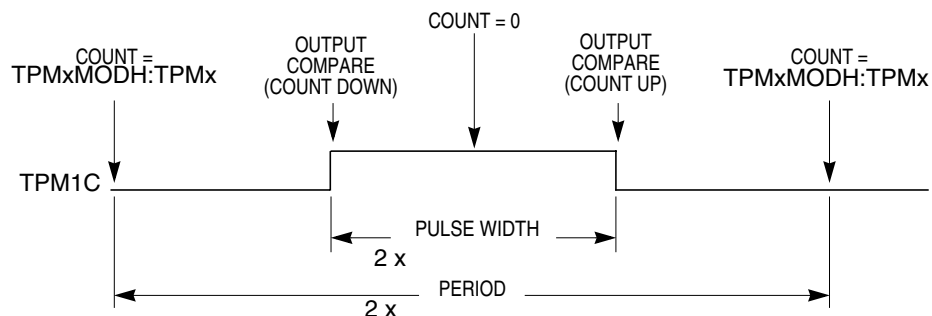 COUNT = 0
COUNT =
TPMxMODH:TPMx
OUTPUT
COMPARE
(COUNT DOWN)
OUTPUT
COMPARE
(COUNT UP)
COUNT =
TPMxMODH:TPMx
TPM1C
PULSE WIDTH
2 x
PERIOD
2 x